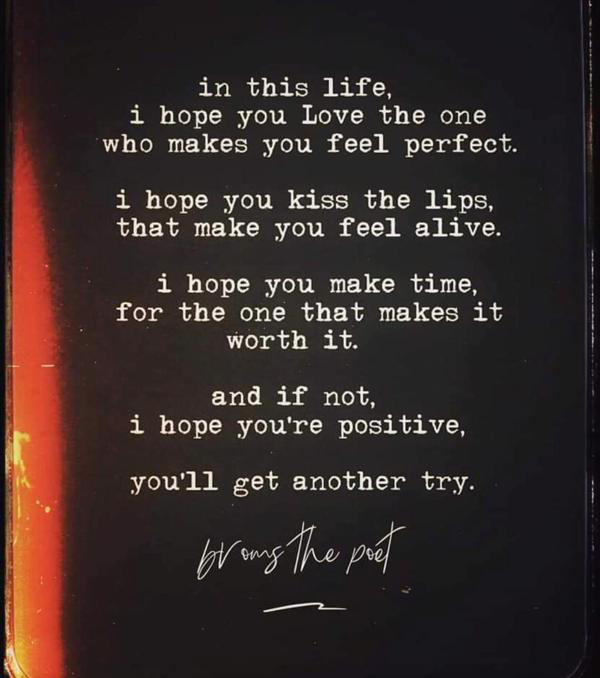 in this life,
i hope you Love the one
who makes you feel perfect.
i hope you kiss the lips,
that make you feel alive.
i hope you make time,
for the one that makes it
worth it.
and if not,
i hope you're positive,
you'll get another try.
broms the poet